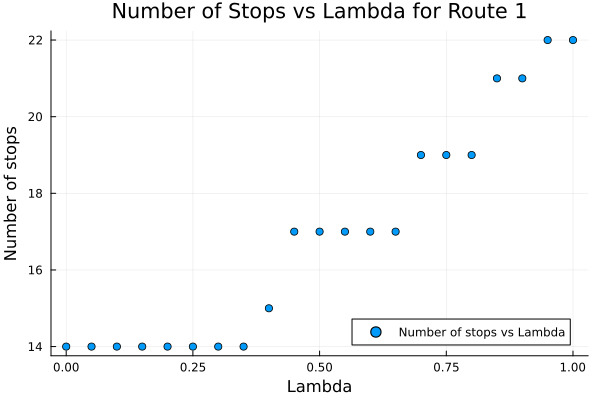 Number of Stops vs Lambda for Route 1
Number of stops
22
20
18
16
14
0.00 0.25 0.50 0.75 1.00
Lambda
Number of stops vs Lambda